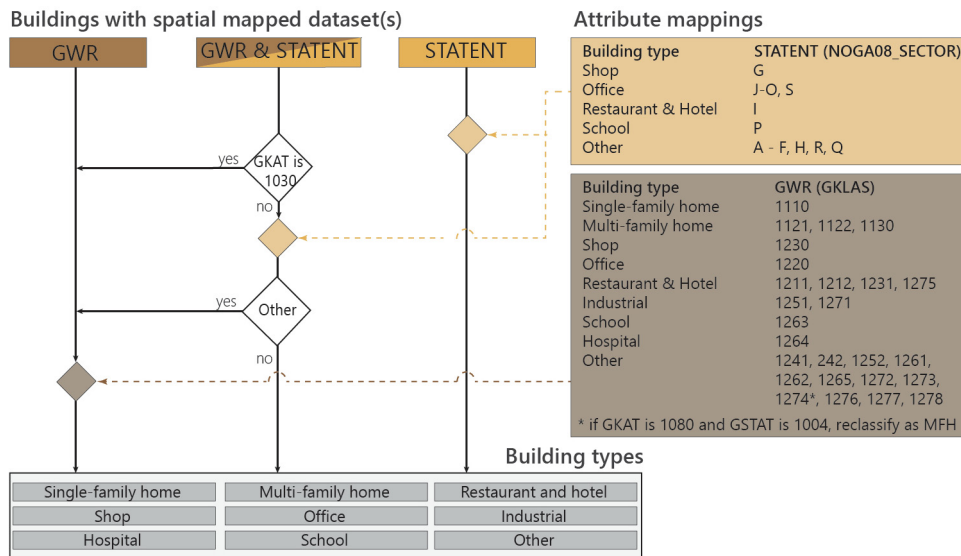 Buildings with spatial mapped dataset(s)
GWR
GWR & STATENT
STATENT
yes
GKAT is
1030
no
yes
Other
no
Attribute mappings
Building type STATENT (NOGA08_SECTOR)
Shop G
Office J-O, S
Restaurant & Hotel I
School P
Other A - F, H, R, Q
Building type GWR (GKLAS)
Single-family home 1110
Multi-family home 1121, 1122, 1130
Shop 1230
Office 1220
Restaurant & Hotel 1211, 1212, 1231, 1275
Industrial 1251, 1271
School 1263
Hospital 1264
Other 1241, 242, 1252, 1261,
1262, 1265, 1272, 1273,
1274*, 1276, 1277, 1278
* if GKAT is 1080 and GSTAT is 1004, reclassify as MFH
Building types
Single-family home Multi-family home Restaurant and hotel
Shop Office Industrial
Hospital School Other